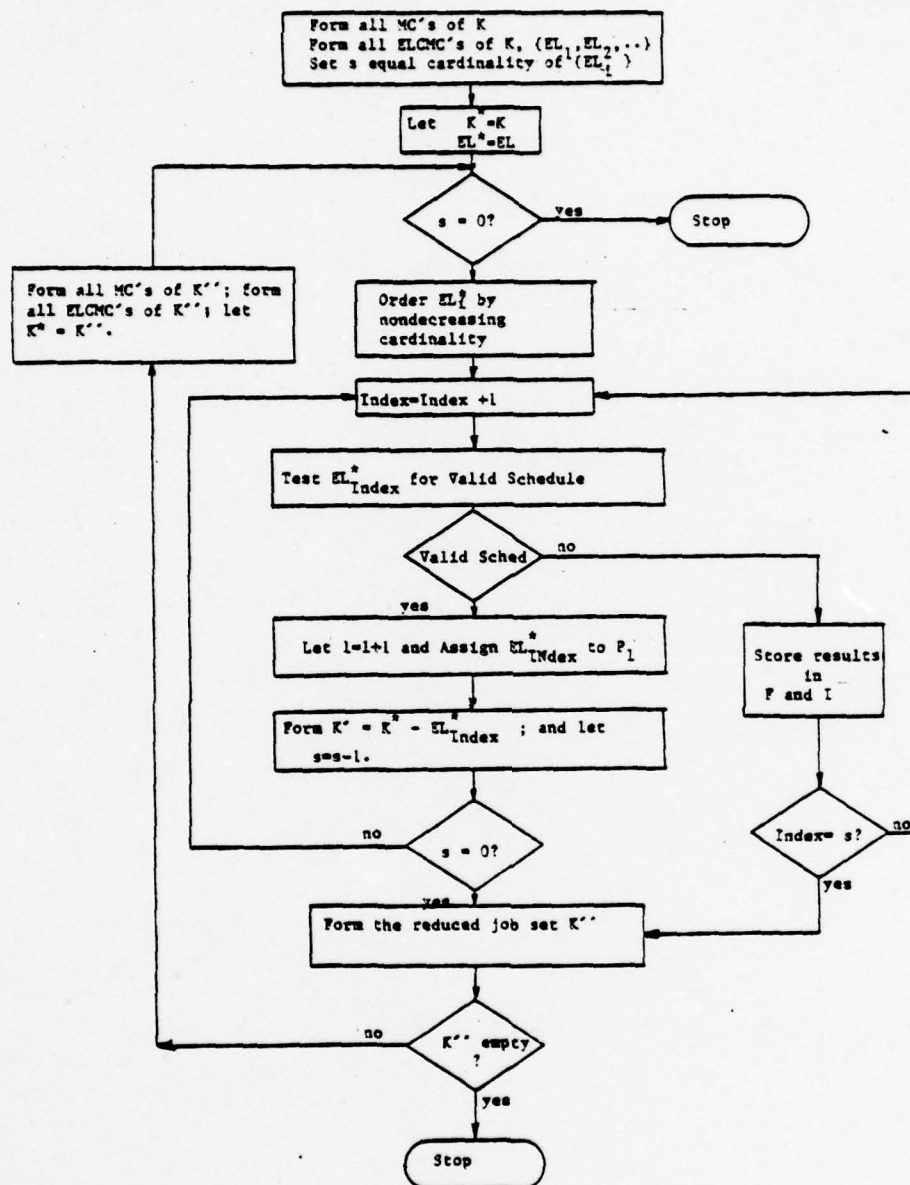 Form all MC's of K
Form all ELCMC's of K, {EL1,EL2,..}
Set s equal cardinality of {ELi}
Let K*=K
EL*=EL
s = 0?
yes
Stop
Form all MC's of K''; form
all ELCMC's of K''; let
K* = K''.
Order EL*i by
nondecreasing
cardinality
Index=Index +1
Test EL*Index for Valid Schedule
Valid Sched
no
yes
Let l=l+1 and Assign EL*INdex to Pl
Store results
in
F and I
Form K' = K* - EL*Index ; and let
s=s-1.
no
s = 0?
Index= s?
no
yes
yes
Form the reduced job set K''
no
K'' empty
?
yes
Stop